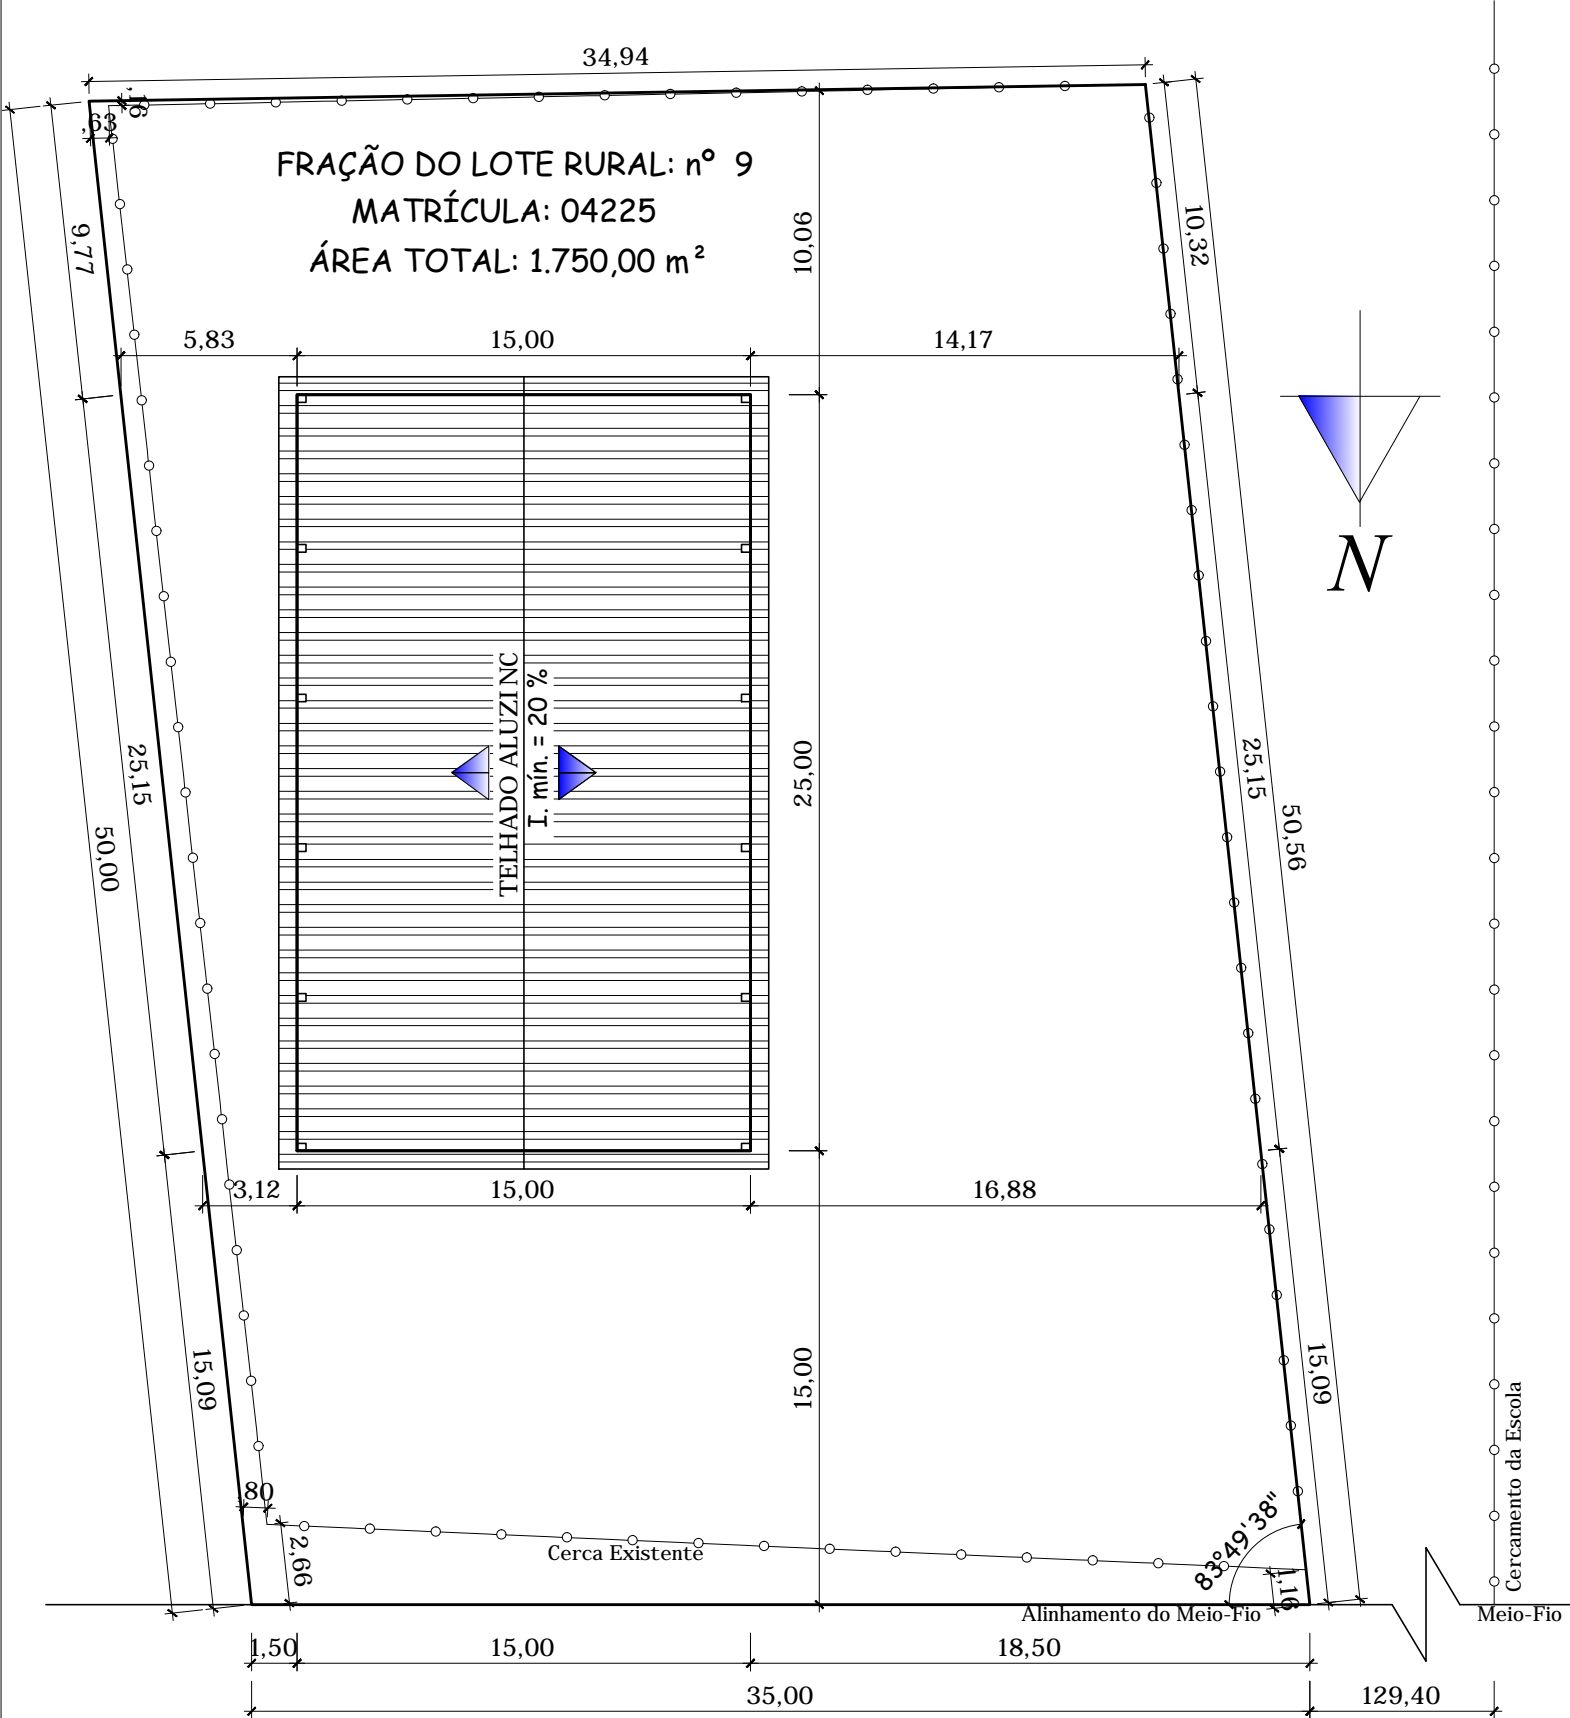 34,94
,16
,63
FRAÇÃO DO LOTE RURAL: nº 9
MATRÍCULA: 04225
ÁREA TOTAL: 1.750,00 m²
9,77
10,06
10,32
5,83
15,00
14,17
N
TELHADO ALUZINC
I. mín. = 20 %
25,15
50,00
25,00
25,15
50,56
3,12
15,00
16,88
15,09
15,00
15,09
,80
2,66
Cerca Existente
83°49'38"
1,16
Cercamento da Escola
Alinhamento do Meio-Fio
Meio-Fio
1,50
15,00
18,50
35,00
129,40